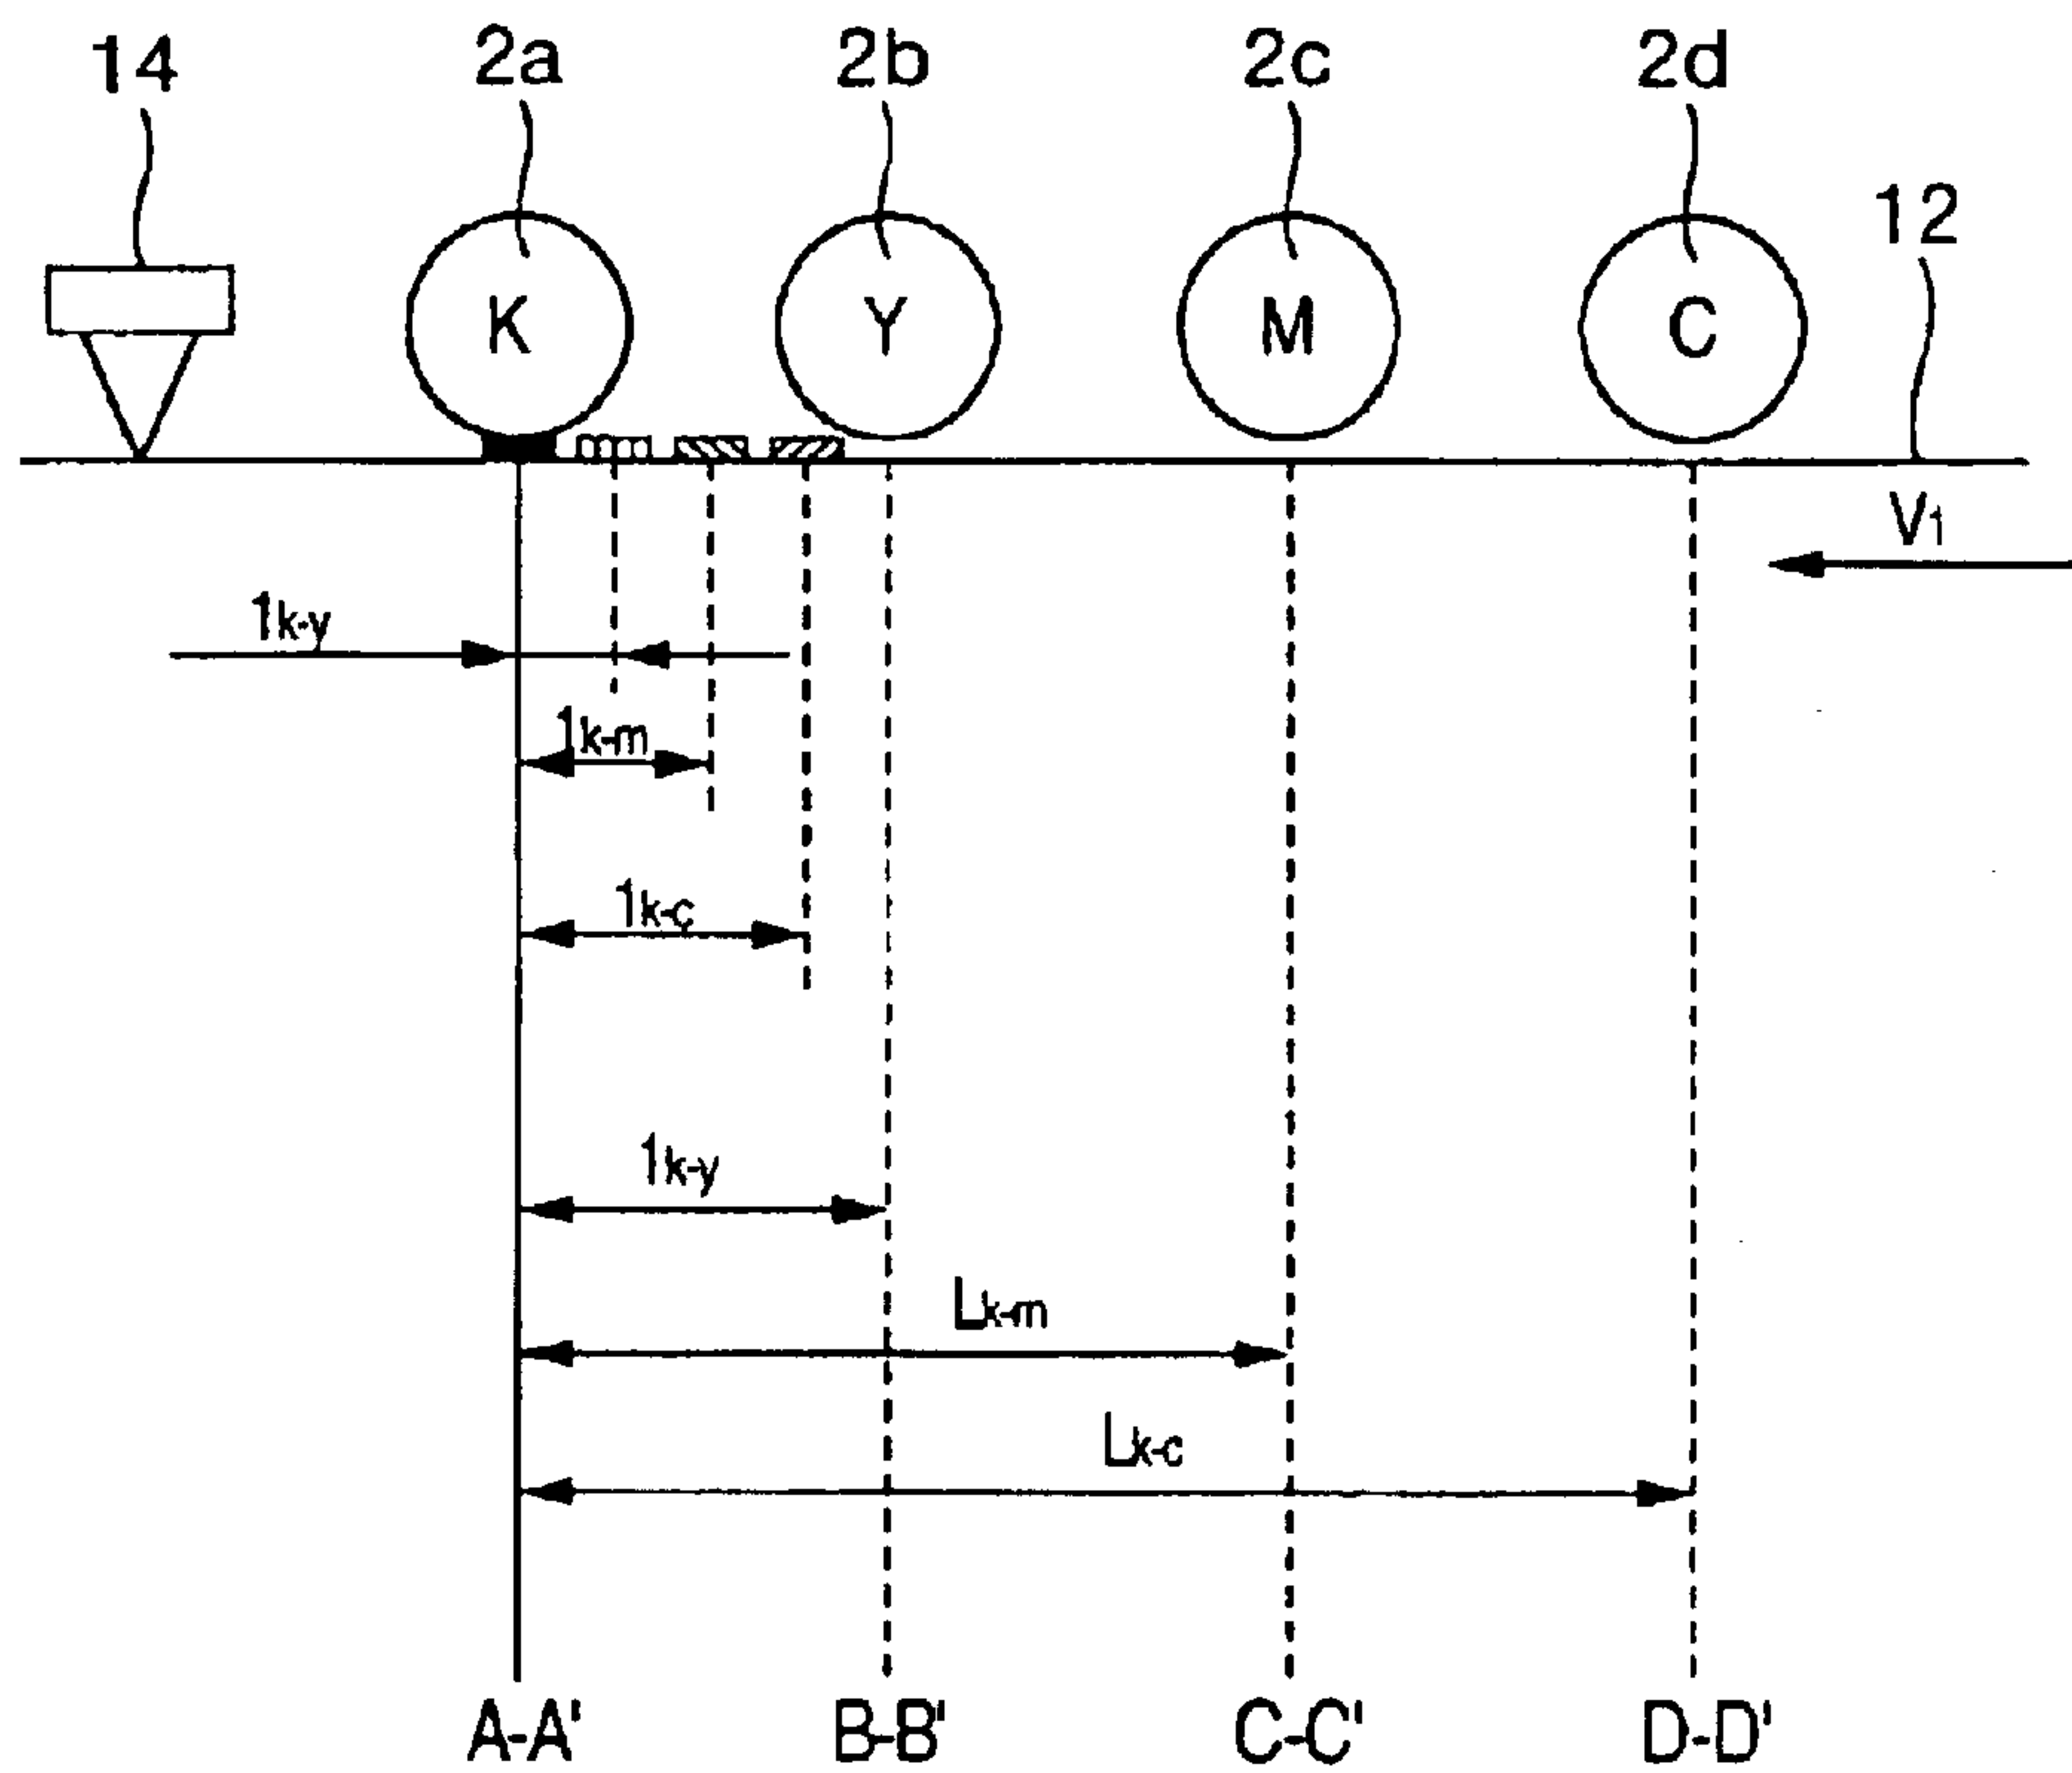 14 2a 2b 2c 2d
12
K Y M C
V1
1k-y
1k-m
1k-c
1k-y
Lk-m
Lk-c
A-A' B-B' C-C' D-D'